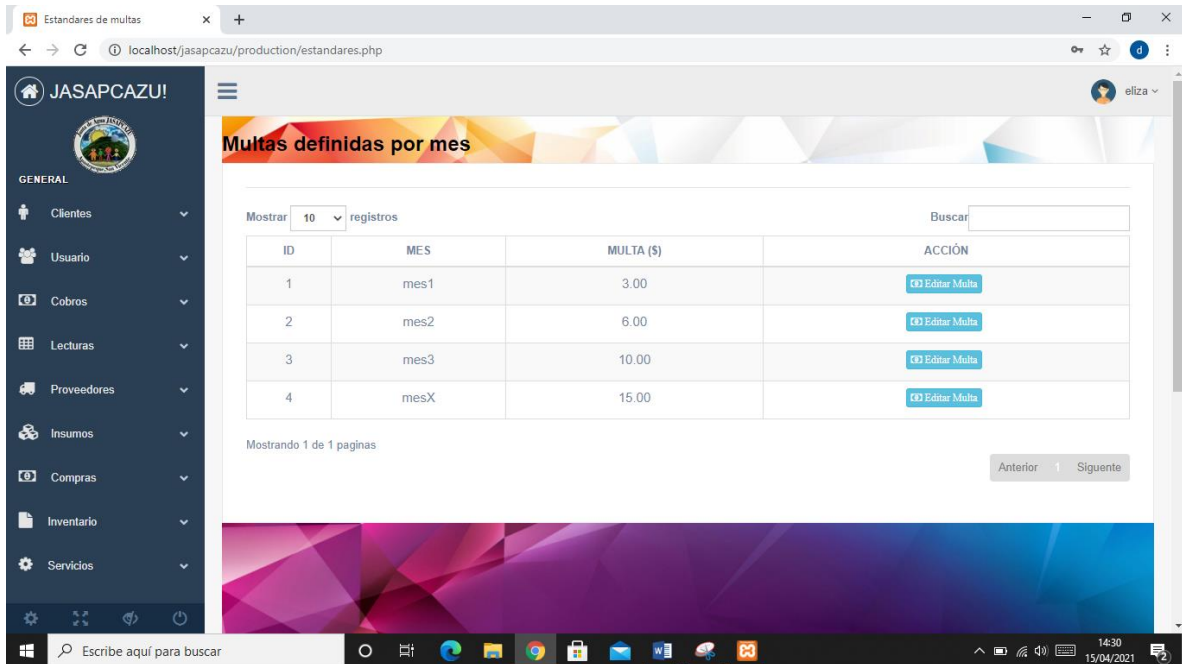 Estandares de multas
localhost/jasapcazu/production/estandares.php
d
JASAPCAZU!
eliza
Multas definidas por mes
GENERAL
Clientes
Usuario
Cobros
Lecturas
Proveedores
Insumos
Compras
Inventario
Servicios
Mostrar 10 registros
Buscar
ID MES MULTA ($) ACCIÓN
1 mes1 3.00 Editar Multa
2 mes2 6.00 Editar Multa
3 mes3 10.00 Editar Multa
4 mesX 15.00 Editar Multa
Mostrando 1 de 1 paginas
Anterior 1 Siguente
Escribe aquí para buscar
14:30
15/04/2021
2